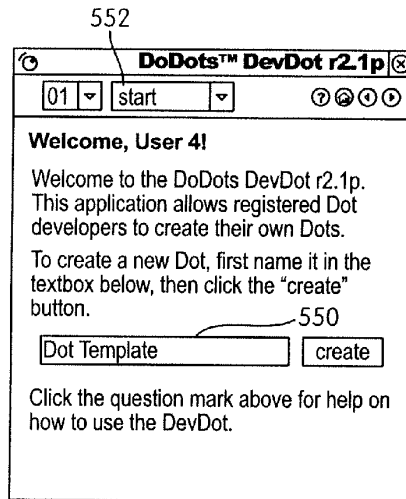 552
DoDots™ DevDot r2.1p
01 start
Welcome, User 4!
Welcome to the DoDots DevDot r2.1p.
This application allows registered Dot
developers to create their own Dots.
To create a new Dot, first name it in the
textbox below, then click the “create”
button.
550
Dot Template create
Click the question mark above for help on
how to use the DevDot.